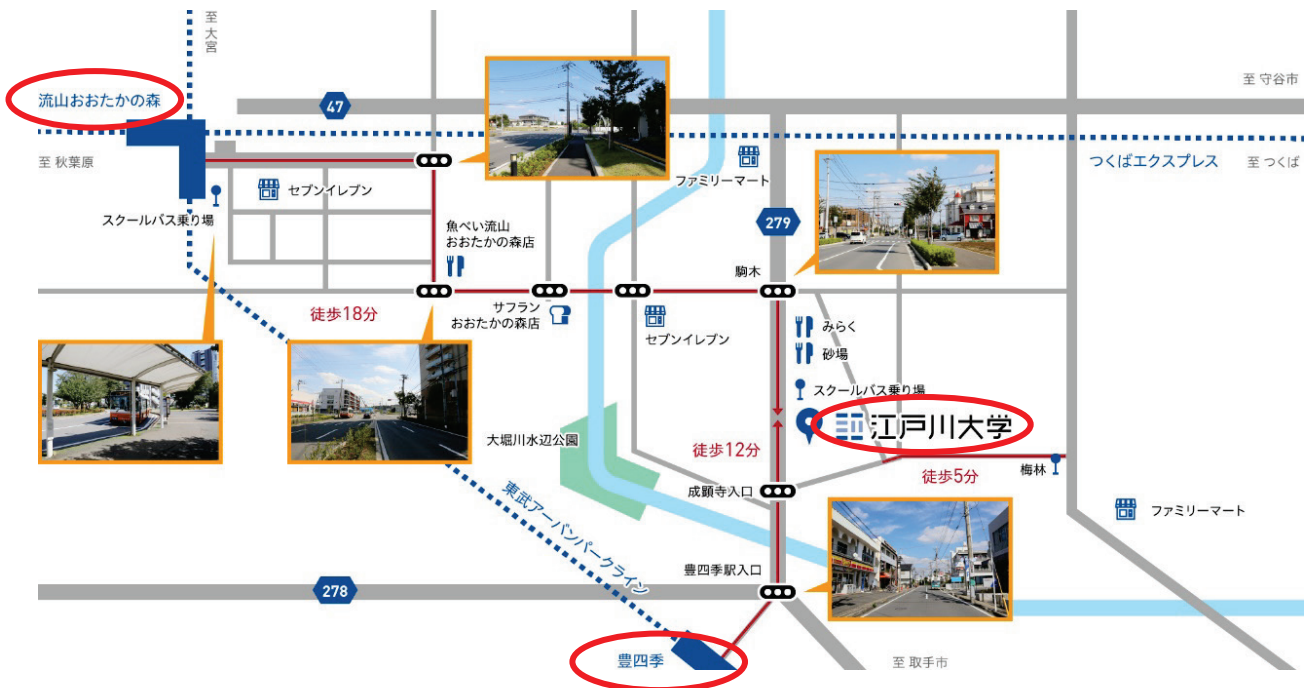 至大宮
流山おおたかの森
47
至 守谷市
至 秋葉原
つくばエクスプレス
至 つくば
ファミリーマート
セブンイレブン
スクールバス乗り場
279
魚べい流山
おおたかの森店
駒木
徒歩18分
サフラン
おおたかの森店
セブンイレブン
みらく
砂場
スクールバス乗り場
江戸川大学
大堀川水辺公園
徒歩12分
徒歩5分
梅林
成顕寺入口
ファミリーマート
東武アーバンパークライン
豊四季駅入口
278
豊四季
至 取手市